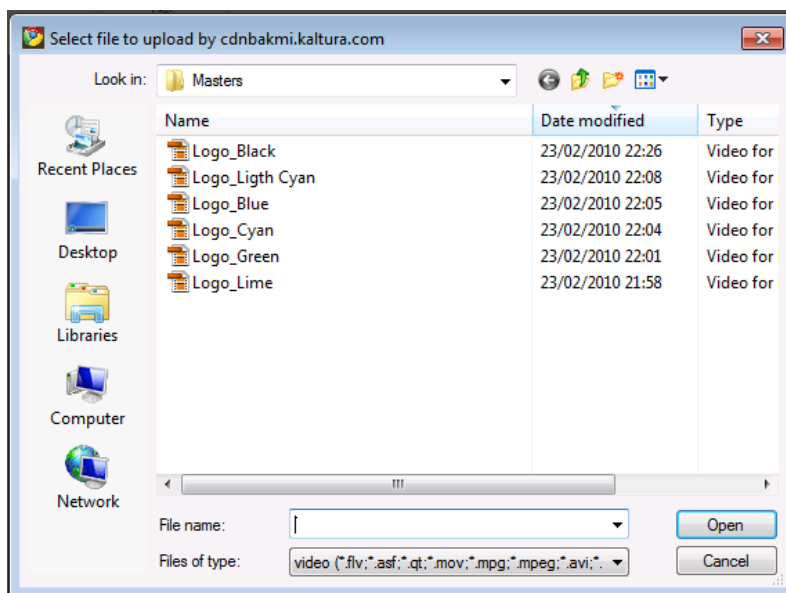 Select file to upload by cdnbakmi.kaltura.com
Look in: Masters
Name Date modified Type
Logo_Black 23/02/2010 22:26 Video for
Logo_Ligth Cyan 23/02/2010 22:08 Video for
Logo_Blue 23/02/2010 22:05 Video for
Logo_Cyan 23/02/2010 22:04 Video for
Logo_Green 23/02/2010 22:01 Video for
Logo_Lime 23/02/2010 21:58 Video for
Recent Places
Desktop
Libraries
Computer
Network
File name: Open
Files of type: video (*.flv;*.asf;*.qt;*.mov;*.mpg;*.mpeg;*.avi;*. Cancel